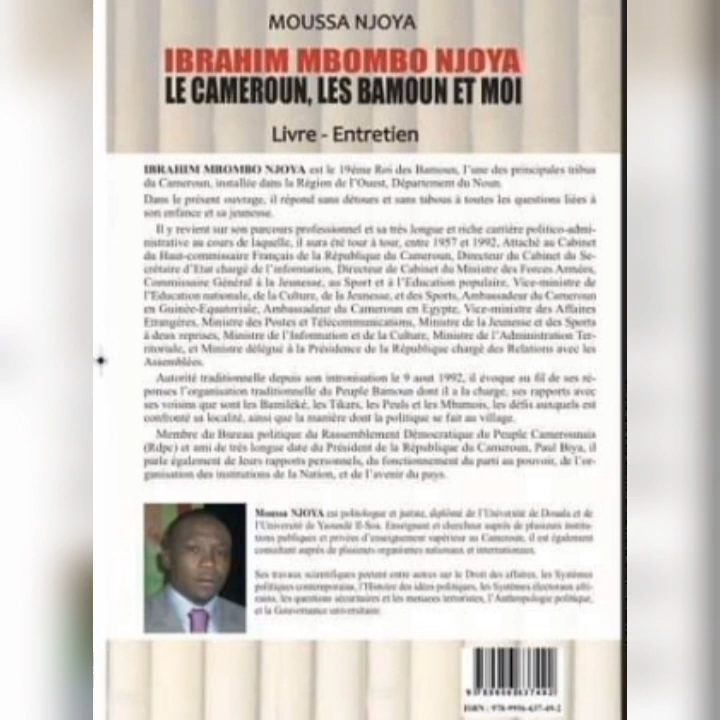 MOUSSA NJOYA
IBRAHIM MBOMBO NJOYA
LE CAMEROUN, LES BAMOUN ET MOI
Livre - Entretien
IBRAHIM MBOMBO NJOYA est le 19ème Roi des Bamoun, l'une des principales tribus
du Cameroun, installée dans la Région de l'Ouest, Département du Noun.
Dans le présent ouvrage, il répond sans détours et sans tabous à toutes les questions liées à
son enfance et sa jeunesse.
Il y revient sur son parcours professionnel et sa très longue et riche carrière politico-admi-
nistrative au cours de laquelle, il aura été tour à tour, entre 1957 et 1992, Attaché au Cabinet
du Haut-commissaire Français de la République du Cameroun, Directeur du Cabinet du Se-
crétaire d'Etat chargé de l'information, Directeur de Cabinet du Ministre des Forces Armées,
Commissaire Général à la Jeunesse, au Sport et à l'Education populaire, Vice-ministre de
l'Education nationale, de la Culture, de la Jeunesse, et des Sports, Ambassadeur du Cameroun
en Guinée-Equatoriale, Ambassadeur du Cameroun en Egypte, Vice-ministre des Affaires
Etrangères, Ministre des Postes et Télécommunications, Ministre de la Jeunesse et des Sports
à deux reprises, Ministre de l'Information et de la Culture, Ministre de l'Administration Ter-
ritoriale, et Ministre délégué à la Présidence de la République chargé des Relations avec les
Assemblées.
Autorité traditionnelle depuis son intronisation le 9 aout 1992, il évoque au fil de ses ré-
ponses l'organisation traditionnelle du Peuple Bamoun dont il a la charge, ses rapports avec
ses voisins que sont les Bamiléké, les Tikars, les Peuls et les Mbamois, les défis auxquels est
confronté sa localité, ainsi que la manière dont la politique se fait au village.
Membre du Bureau politique du Rassemblement Démocratique du Peuple Camerounais
(Rdpc) et ami de très longue date du Président de la République du Cameroun, Paul Biya, il
parle également de leurs rapports personnels, du fonctionnement du parti au pouvoir, de l'or-
ganisation des institutions de la Nation, et de l'avenir du pays.
Moussa NJOYA est politologue et juriste, diplômé de l'Université de Douala et de
l'Université de Yaoundé II-Soa. Enseignant et chercheur auprès de plusieurs institu-
tions publiques et privées d'enseignement supérieur au Cameroun, il est également
consultant auprès de plusieurs organismes nationaux et internationaux.
Ses travaux scientifiques portent entre autres sur le Droit des affaires, les Systèmes
politiques contemporains, l'Histoire des idées politiques, les Systèmes électoraux afri-
cains, les questions sécuritaires et les menaces terroristes, l'Anthropologie politique,
et la Gouvernance universitaire.
ISBN : 978-9956-637-49-2